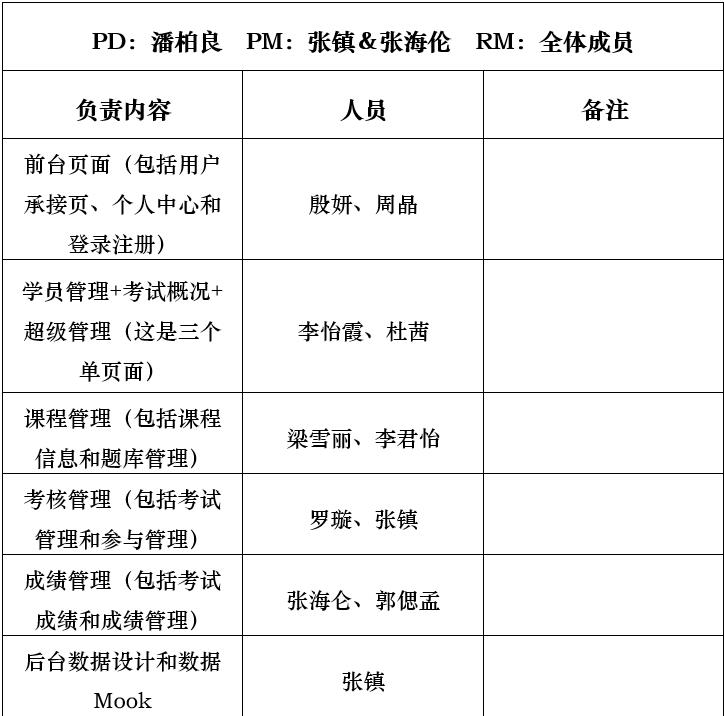 PD：潘柏良 PM：张镇&张海伦 RM：全体成员
负责内容 人员 备注
前台页面（包括用户
承接页、个人中心和
登录注册）
殷妍、周晶
学员管理+考试概况+
超级管理（这是三个
单页面）
李怡霞、杜茜
课程管理（包括课程
信息和题库管理）
梁雪丽、李君怡
考核管理（包括考试
管理和参与管理）
罗璇、张镇
成绩管理（包括考试
成绩和成绩管理）
张海仑、郭偲孟
后台数据设计和数据
Mook
张镇